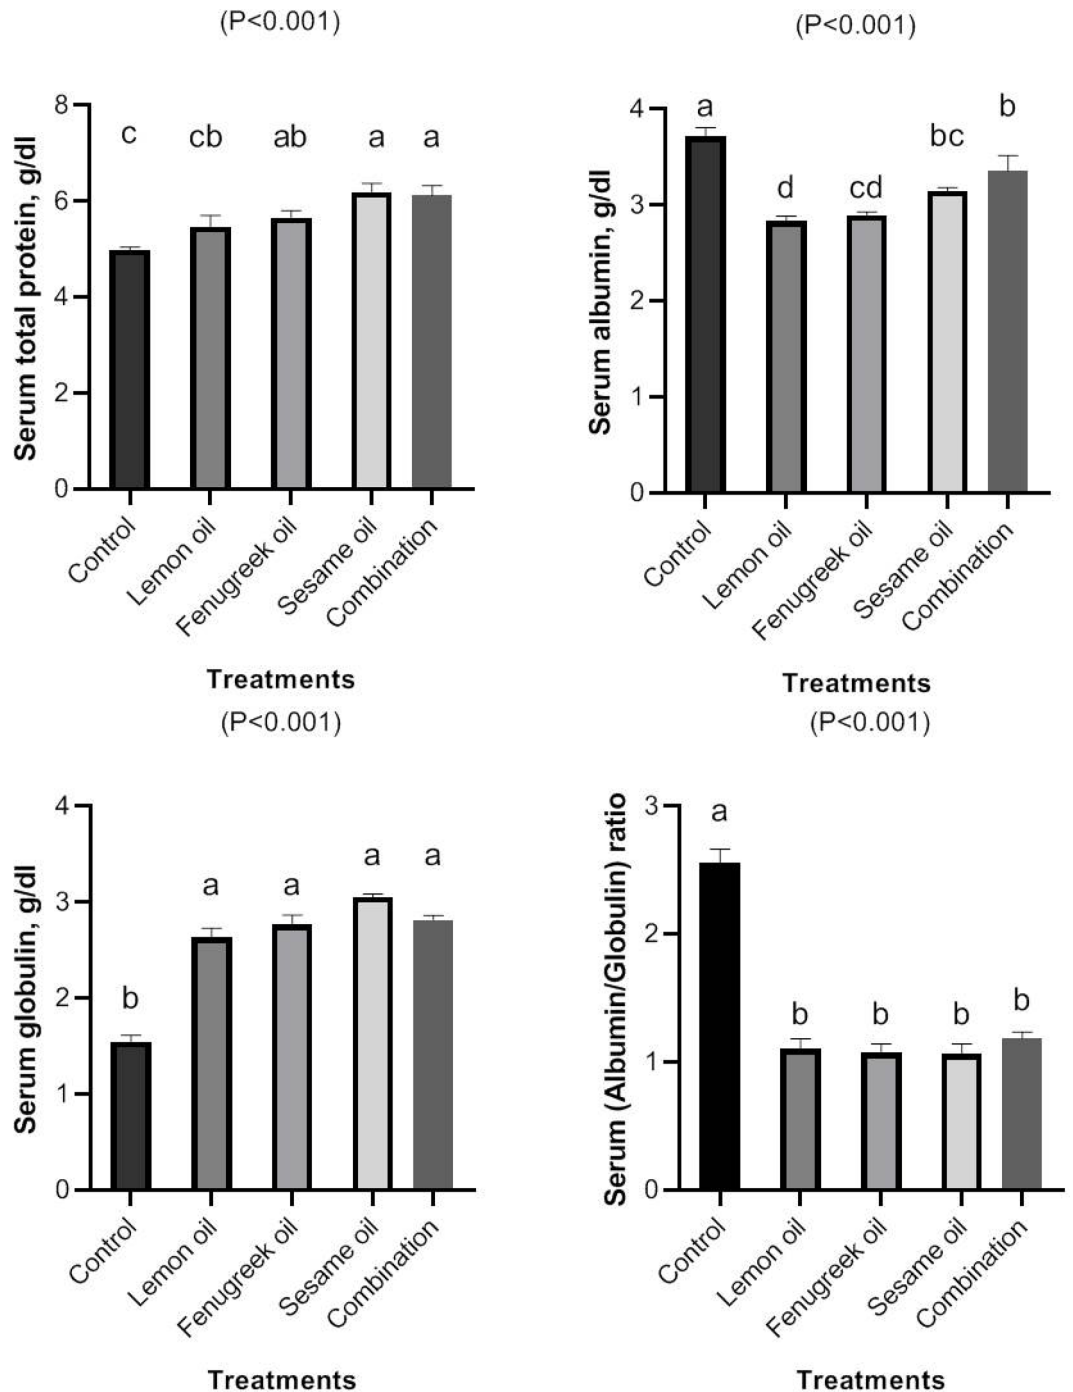 (P<0.001)
Serum total protein, g/dl
8
6
4
2
0
c
cb
ab
a
a
Control
Lemon oil
Fenugreek oil
Sesame oil
Combination
Treatments
(P<0.001)
Serum albumin, g/dl
4
3
2
1
0
a
d
cd
bc
b
Control
Lemon oil
Fenugreek oil
Sesame oil
Combination
Treatments
(P<0.001)
Serum globulin, g/dl
4
3
2
1
0
b
a
a
a
a
Control
Lemon oil
Fenugreek oil
Sesame oil
Combination
Treatments
(P<0.001)
Serum (Albumin/Globulin) ratio
3
2
1
0
a
b
b
b
b
Control
Lemon oil
Fenugreek oil
Sesame oil
Combination
Treatments